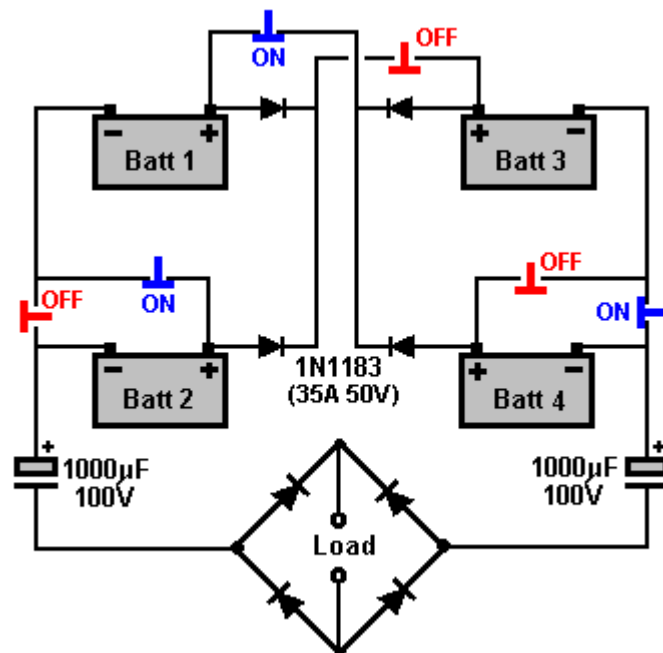 OFF
ON
- +
Batt 1
+ -
Batt 3
OFF
ON
OFF
ON
- +
Batt 2
1N1183
(35A 50V)
+ -
Batt 4
+
1000µF
100V
+
1000µF
100V
Load